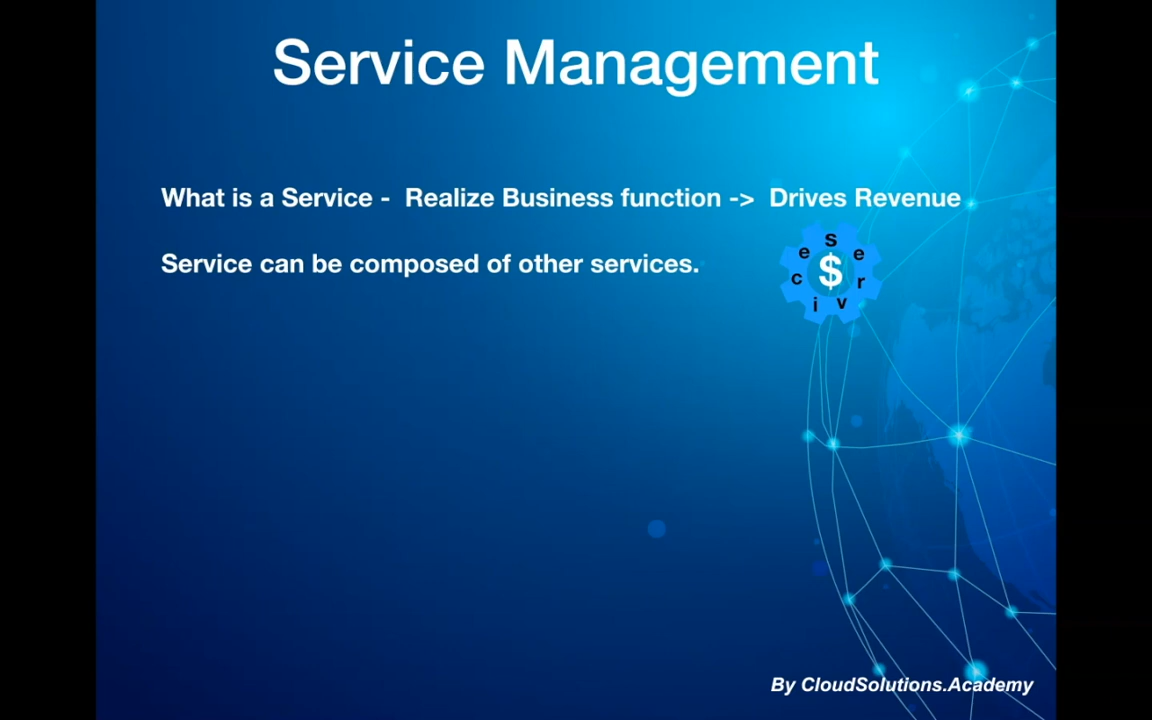 Service Management
What is a Service -  Realize Business function ->  Drives Revenue
Service can be composed of other services.
service
$
By CloudSolutions.Academy